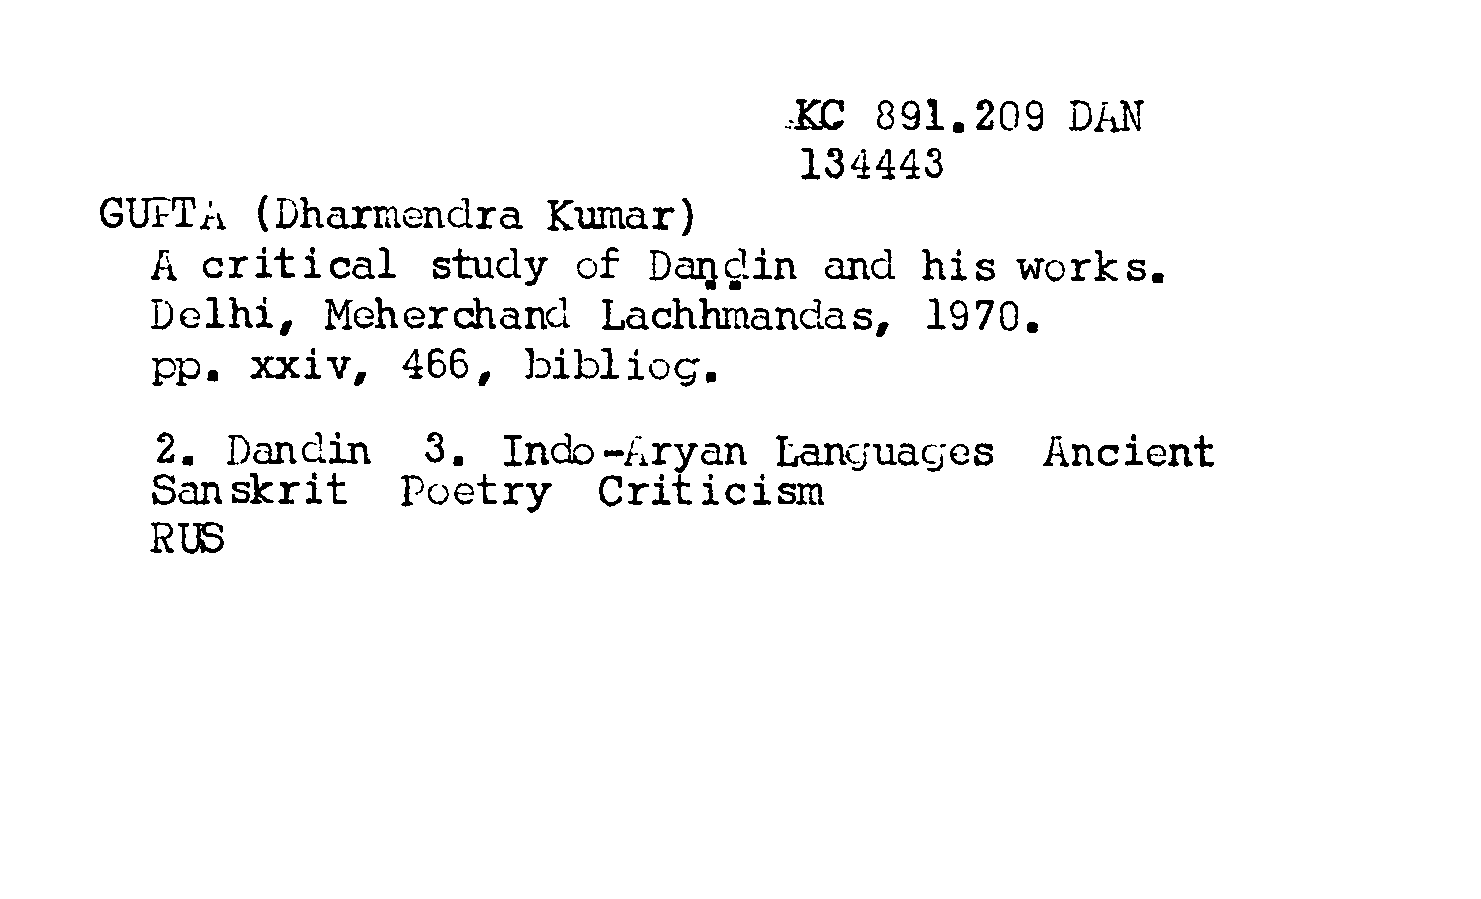 KC 891.209 DAN
134443
GUPTA (Dharmendra Kumar)
A critical study of Daṇḍin and his works.
Delhi, Meherchand Lachhmandas, 1970.
pp. xxiv, 466, bibliog.
2. Dandin 3. Indo-Aryan Languages Ancient
Sanskrit Poetry Criticism
RUS